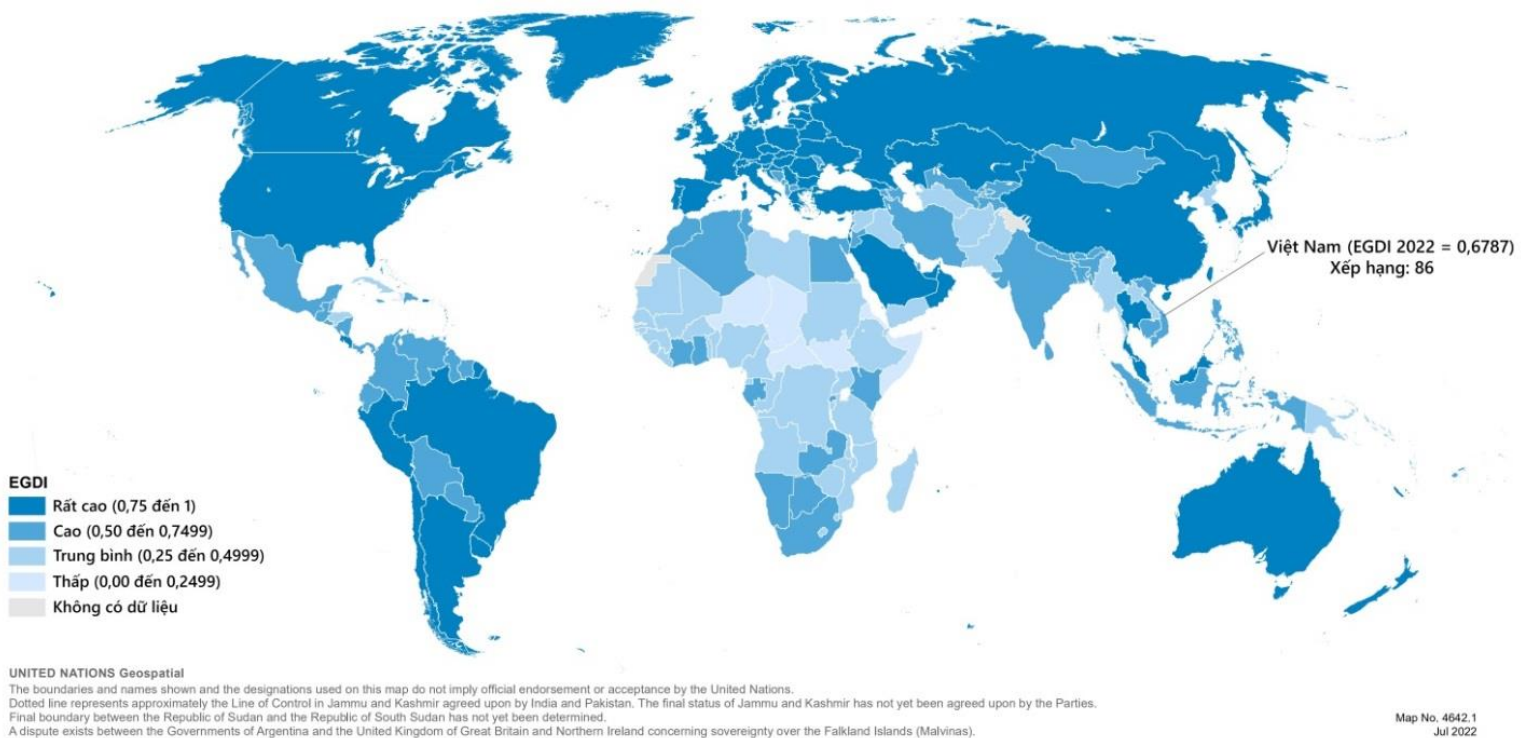 Việt Nam (EGDI 2022 = 0,6787)
Xếp hạng: 86
EGDI
Rất cao (0,75 đến 1)
Cao (0,50 đến 0,7499)
Trung bình (0,25 đến 0,4999)
Thấp (0,00 đến 0,2499)
Không có dữ liệu
UNITED NATIONS Geospatial
The boundaries and names shown and the designations used on this map do not imply official endorsement or acceptance by the United Nations.
Dotted line represents approximately the Line of Control in Jammu and Kashmir agreed upon by India and Pakistan. The final status of Jammu and Kashmir has not yet been agreed upon by the Parties.
Final boundary between the Republic of Sudan and the Republic of South Sudan has not yet been determined.
A dispute exists between the Governments of Argentina and the United Kingdom of Great Britain and Northern Ireland concerning sovereignty over the Falkland Islands (Malvinas).
Map No. 4642.1
Jul 2022